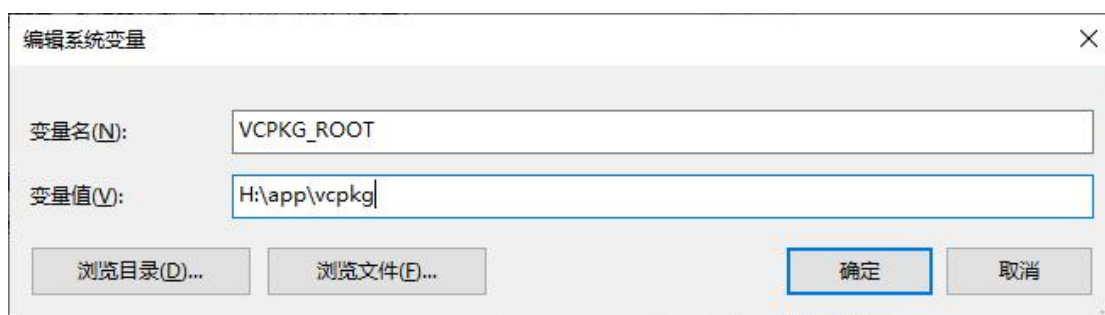 编辑系统变量
变量名(N): VCPKG_ROOT
变量值(V): H:\app\vcpkg
浏览目录(D)... 浏览文件(F)... 确定 取消